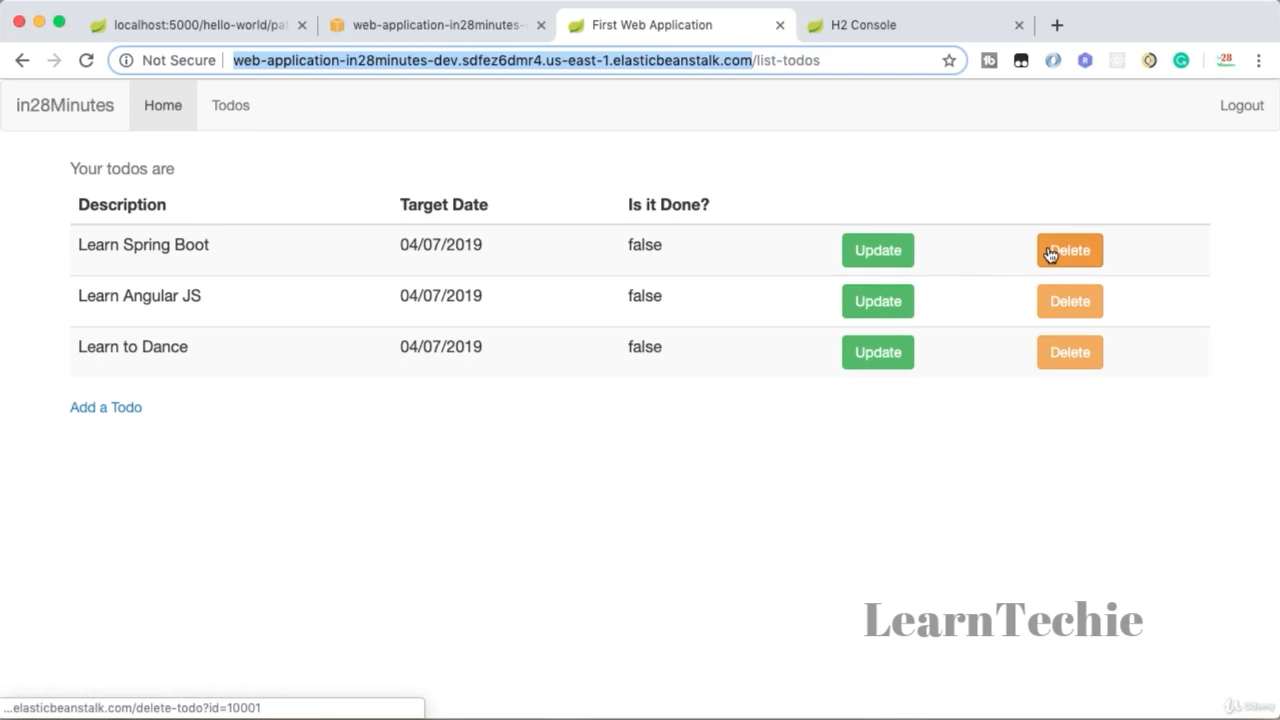 localhost:5000/hello-world/pat
web-application-in28minutes-
First Web Application
H2 Console
Not Secure
web-application-in28minutes-dev.sdfez6dmr4.us-east-1.elasticbeanstalk.com/list-todos
in28Minutes Home Todos Logout
Your todos are
Description Target Date Is it Done?
Learn Spring Boot 04/07/2019 false Update Delete
Learn Angular JS 04/07/2019 false Update Delete
Learn to Dance 04/07/2019 false Update Delete
Add a Todo
LearnTechie
...elasticbeanstalk.com/delete-todo?id=10001
Udemy